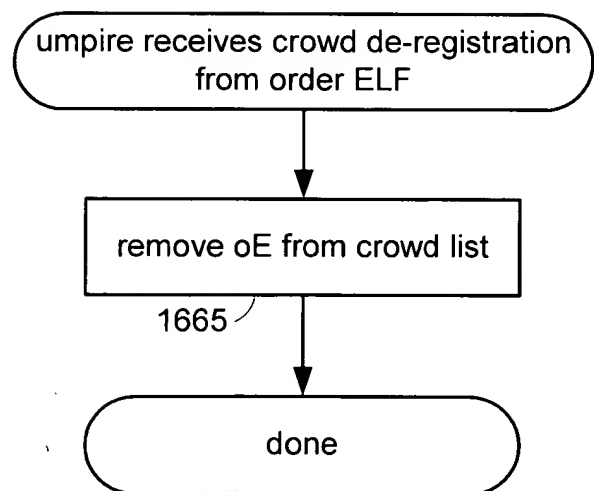 umpire receives crowd de-registration
from order ELF
remove oE from crowd list
1665
done